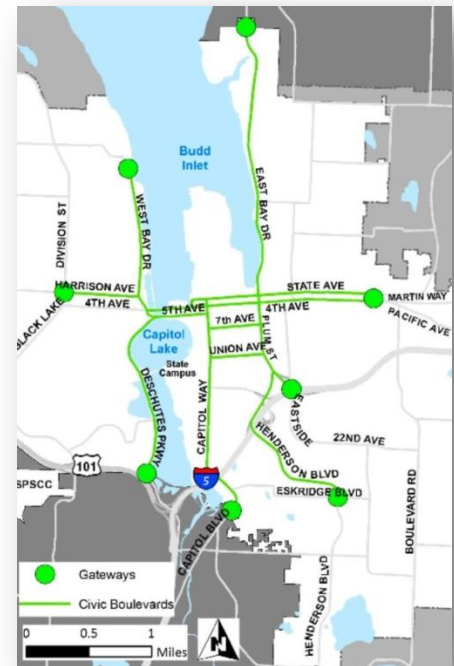 Budd
Inlet
DIVISION ST
WEST BAY DR
EAST BAY DR
HARRISON AVE
4TH AVE
BLACK LAKE
5TH AVE
STATE AVE
4TH AVE
MARTIN WAY
PACIFIC AVE
7th AVE
PLUM ST
UNION AVE
Capitol
Lake
State
Campus
DESCHUTES PKWY
CAPITOL WAY
EASTSIDE
HENDERSON BLVD
22ND AVE
101
5
SPSCC
ESKRIDGE BLVD
BOULEVARD RD
CAPITOL BLVD
HENDERSON BLVD
Gateways
Civic Boulevards
0 0.5 1
Miles
N